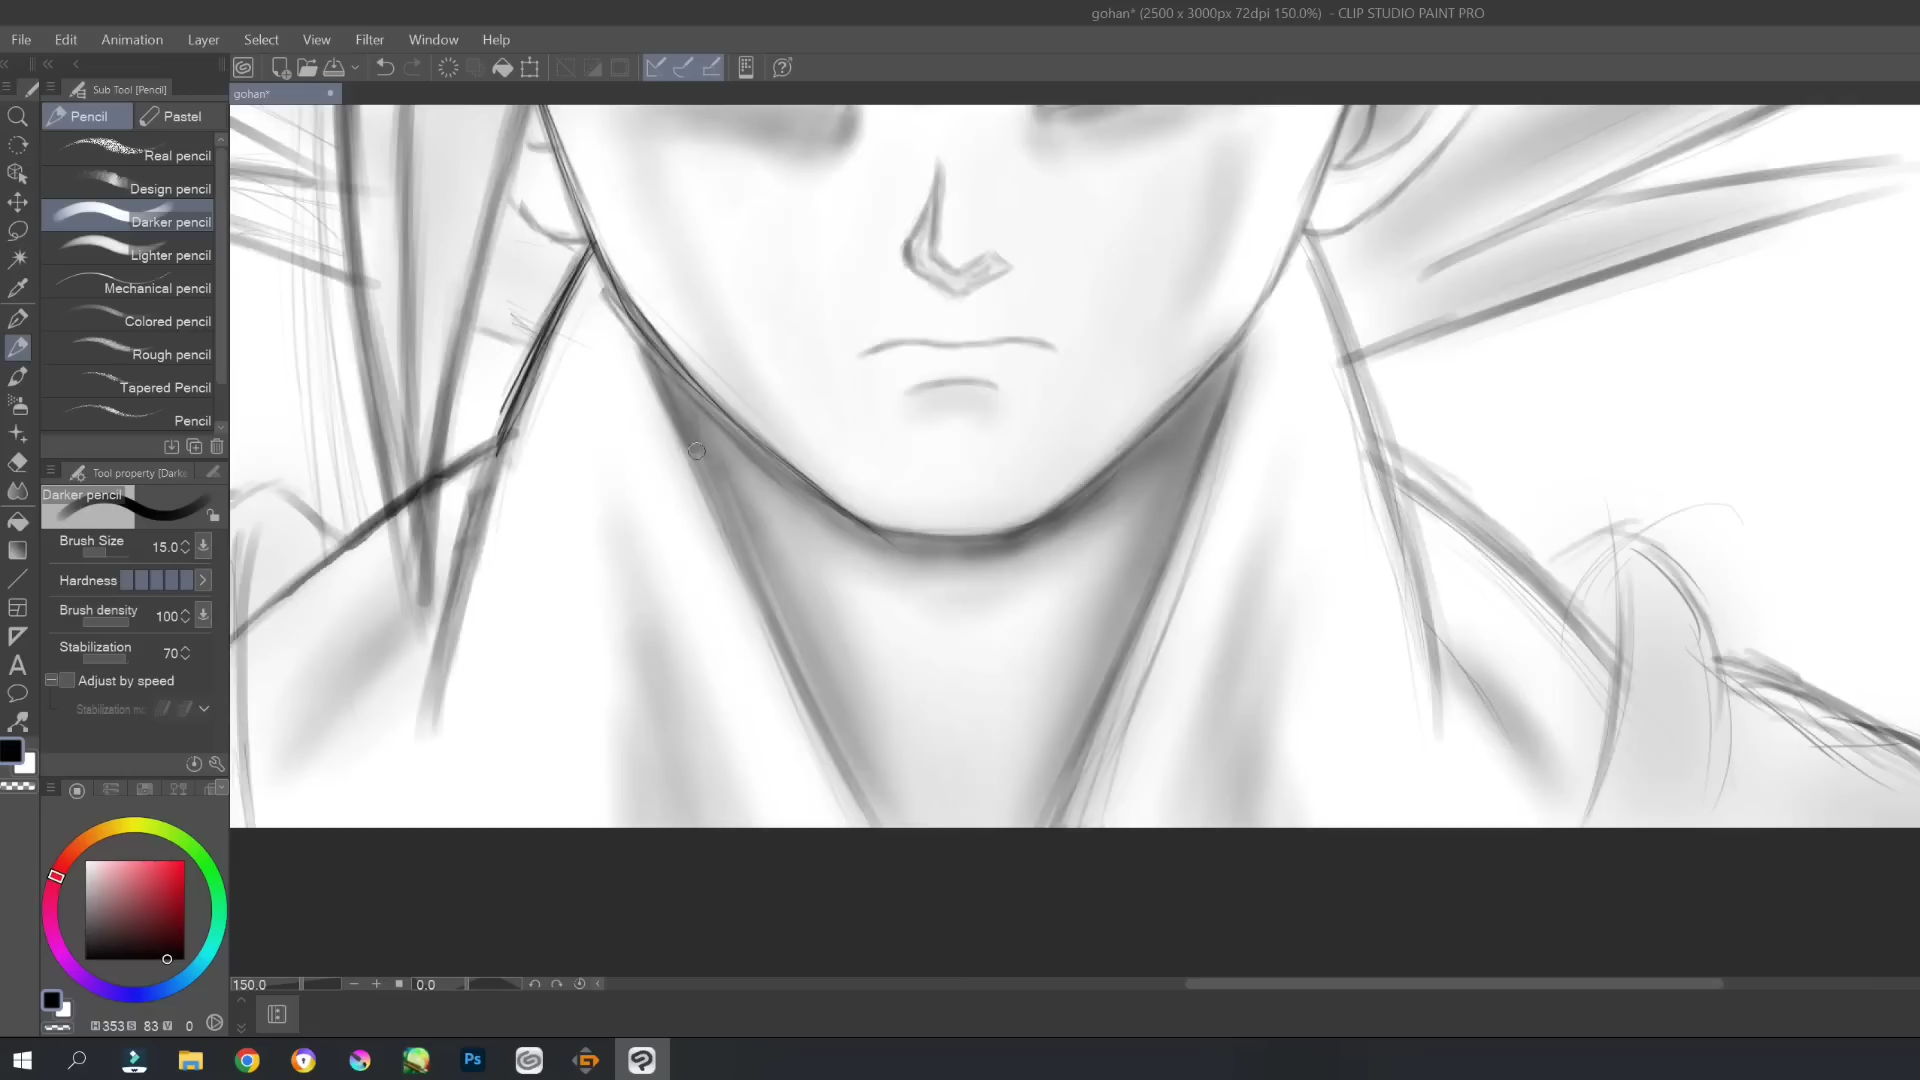 gohan* (2500 x 3000px 72dpi 150.0%) - CLIP STUDIO PAINT PRO
File Edit Animation Layer Select View Filter Window Help
Sub Tool [Pencil]
gohan*
Pencil Pastel
Real pencil
Design pencil
Darker pencil
Lighter pencil
Mechanical pencil
Colored pencil
Rough pencil
Tapered Pencil
Pencil
Tool property [Darke
Darker pencil
Brush Size 15.0
Hardness
Brush density 100
Stabilization 70
Adjust by speed
Stabilization mo
150.0 0.0
H 353 S 83 V 0
Ps